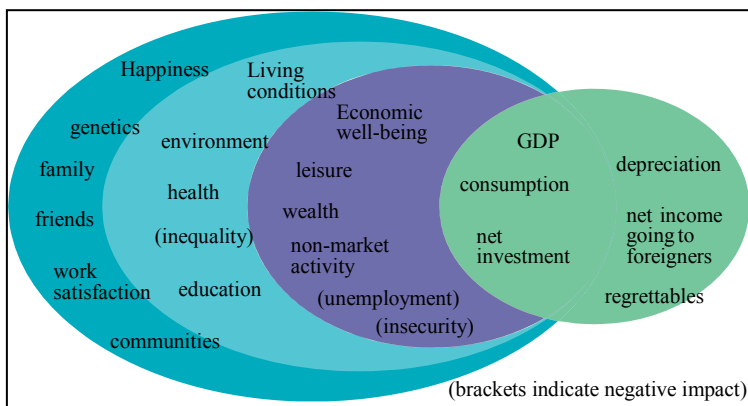 Happiness
genetics
family
friends
work
satisfaction
communities
Living
conditions
environment
health
(inequality)
education
Economic
well-being
leisure
wealth
non-market
activity
(unemployment)
(insecurity)
GDP
consumption
net
investment
depreciation
net income
going to
foreigners
regrettables
(brackets indicate negative impact)